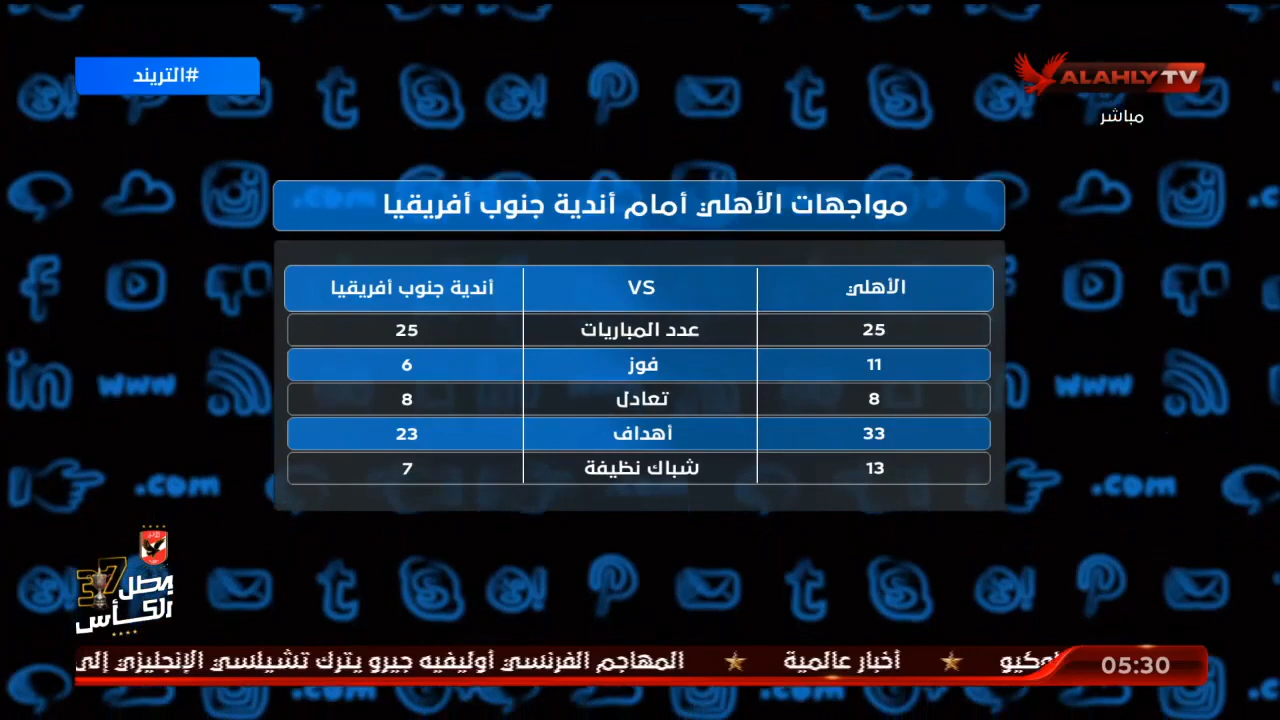 #التريند
ALAHLY TV
مباشر
مواجهات الأهلي أمام أندية جنوب أفريقيا
الأهلي VS أندية جنوب أفريقيا
25 عدد المباريات 25
11 فوز 6
8 تعادل 8
33 أهداف 23
13 شباك نظيفة 7
37
بطل
الكأس
05:30 وكيو أخبار عالمية المهاجم الفرنسي أوليفيه جيرو يترك تشيلسي الإنجليزي إلى